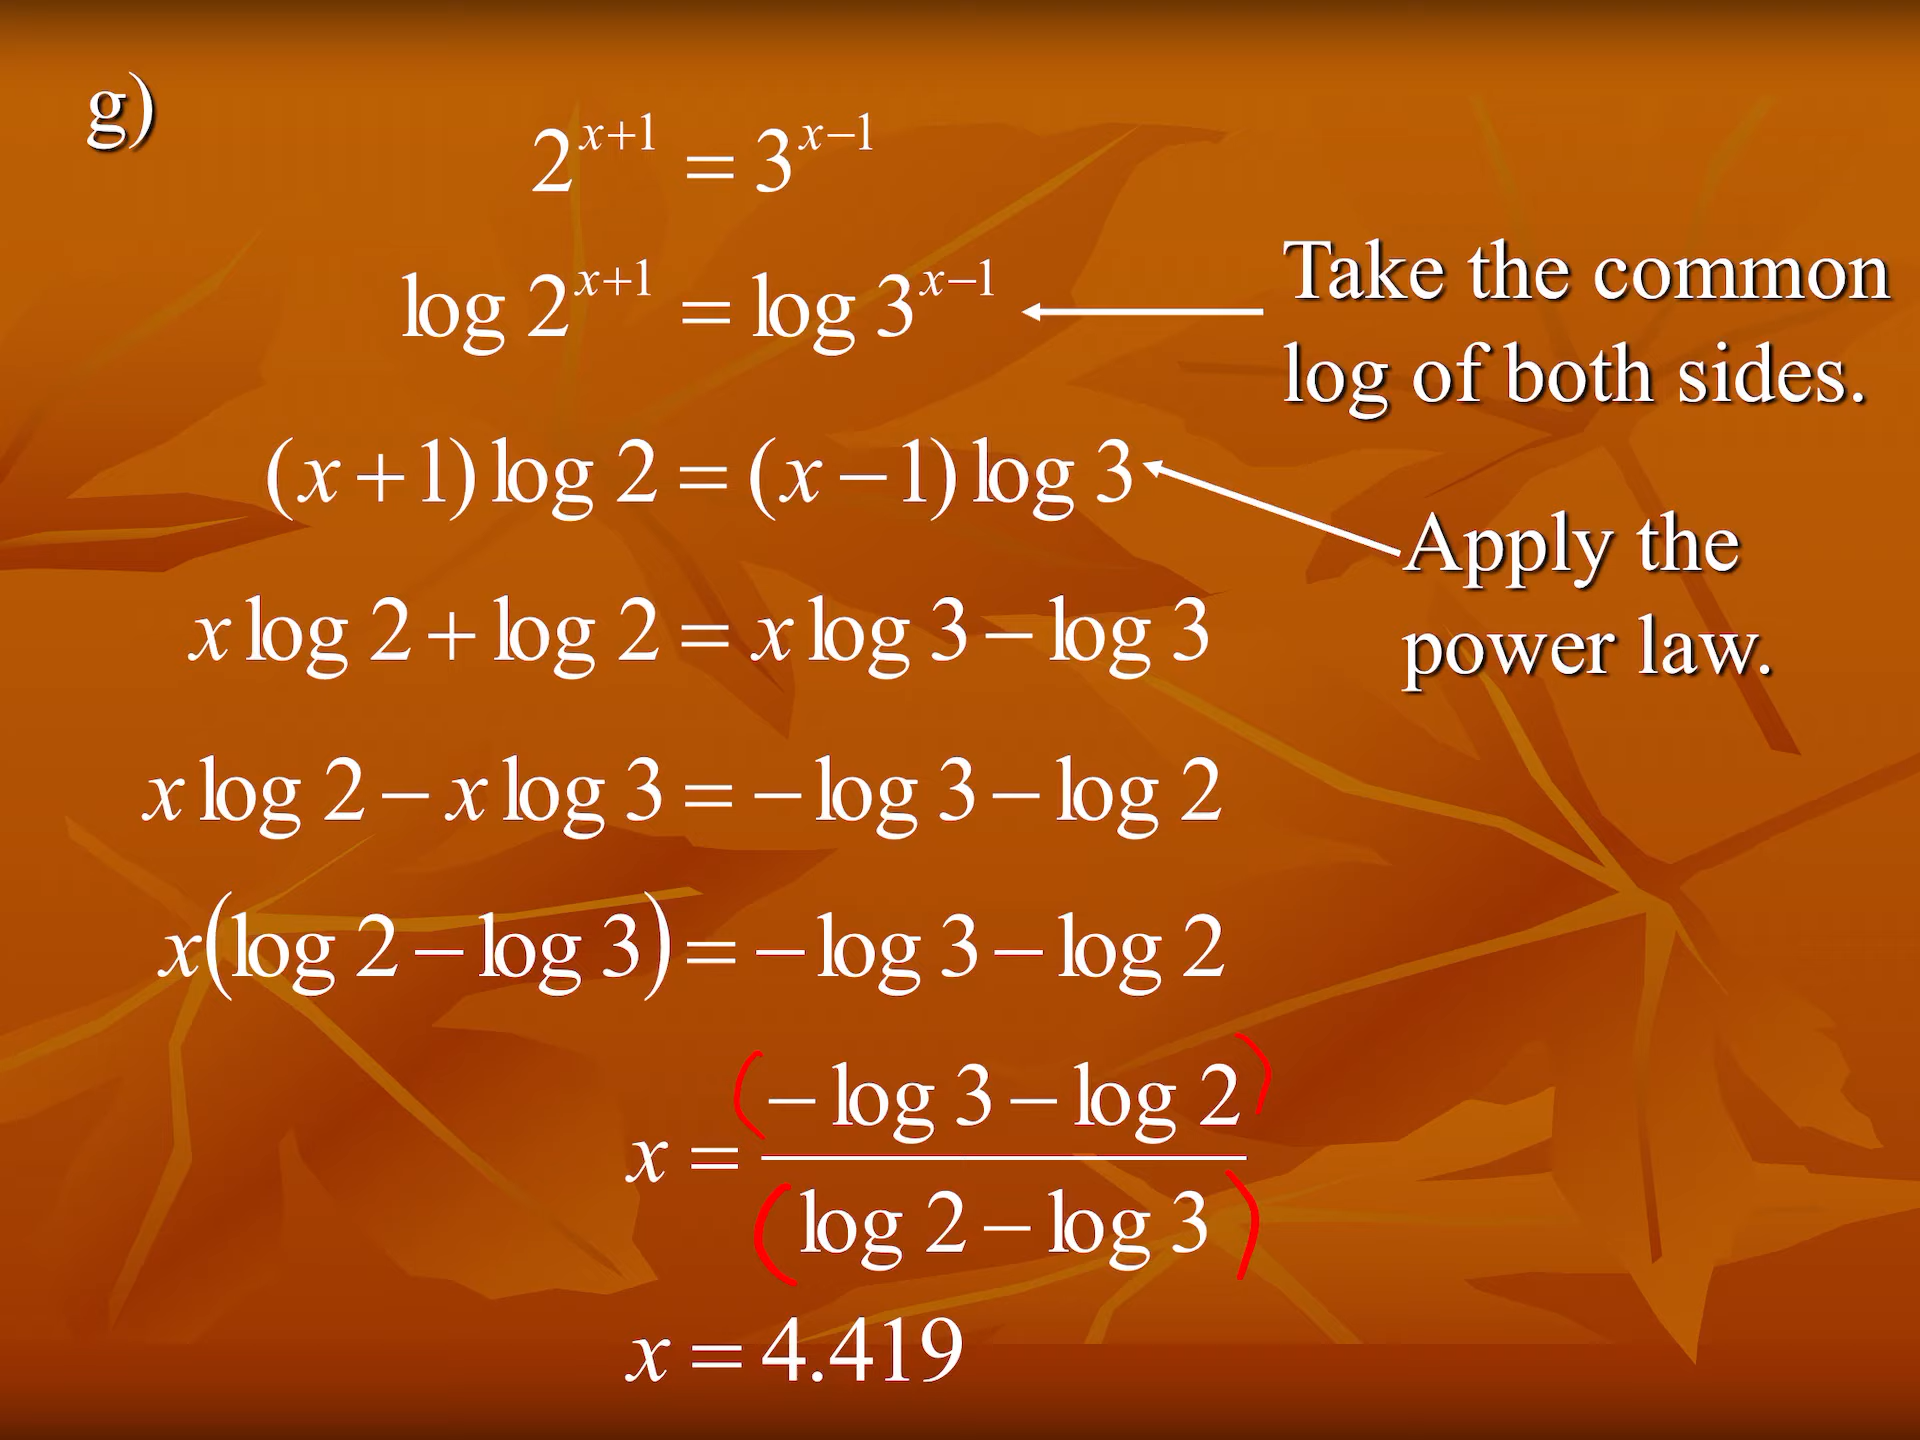 g)
2^{x+1} = 3^{x−1}
log 2^{x+1} = log 3^{x−1}
Take the common
log of both sides.
(x + 1) log 2 = (x − 1) log 3
Apply the
power law.
x log 2 + log 2 = x log 3 − log 3
x log 2 − x log 3 = − log 3 − log 2
x(log 2 − log 3) = − log 3 − log 2
x = (− log 3 − log 2) / (log 2 − log 3)
x = 4.419